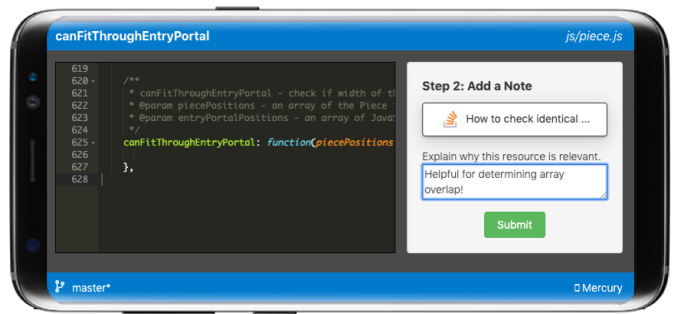 canFitThroughEntryPortal
js/piece.js
619
620
621
622
623
624
625
626
627
628
/**
* canFitThroughEntryPortal - check if width of th
* @param piecePositions - an array of the Piece
* @param entryPortalPositions - an array of Java
*/
canFitThroughEntryPortal: function(piecePositions
},
Step 2: Add a Note
How to check identical ...
Explain why this resource is relevant.
Helpful for determining array
overlap!
Submit
master*
Mercury